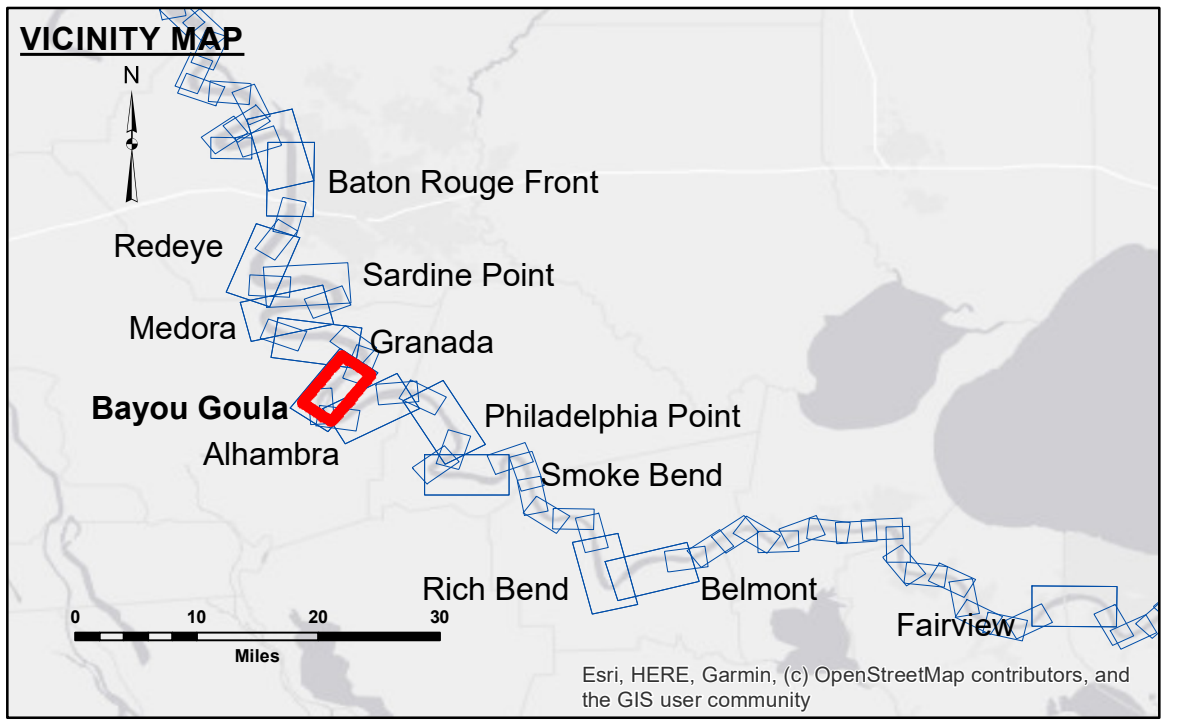 VICINITY MAP
N
Baton Rouge Front
Redeye
Sardine Point
Medora
Granada
Bayou Goula
Philadelphia Point
Alhambra
Smoke Bend
Rich Bend
Belmont
Fairview
0 10 20 30
Miles
Esri, HERE, Garmin, (c) OpenStreetMap contributors, and
the GIS user community